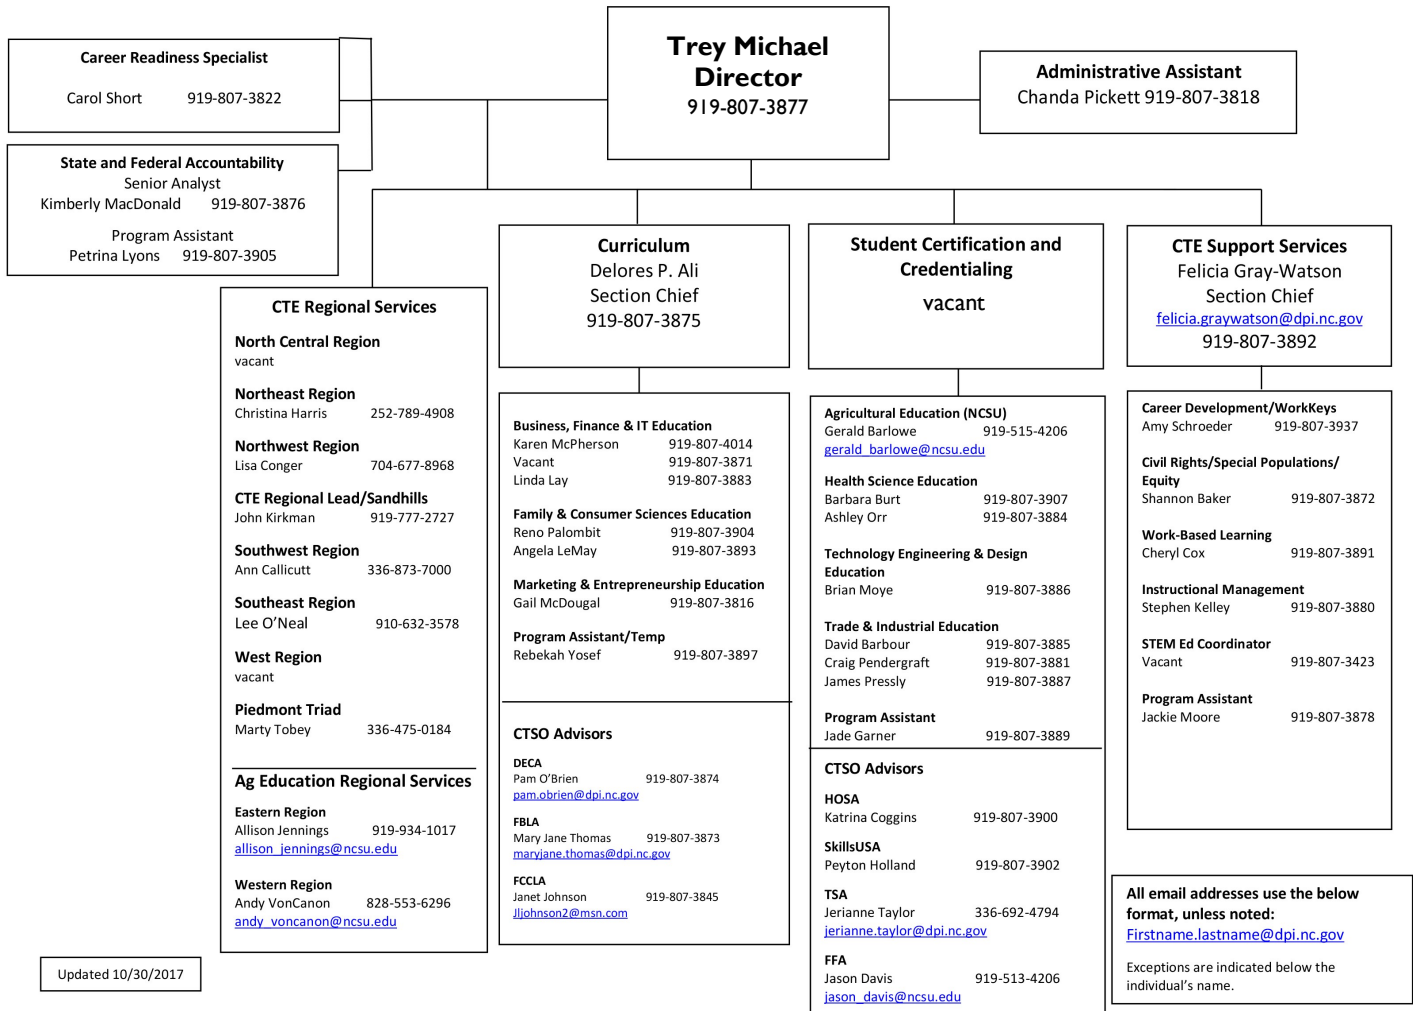 Trey Michael
Director
919-807-3877
Career Readiness Specialist
Carol Short 919-807-3822
Administrative Assistant
Chanda Pickett 919-807-3818
State and Federal Accountability
Senior Analyst
Kimberly MacDonald 919-807-3876
Program Assistant
Petrina Lyons 919-807-3905
CTE Regional Services
North Central Region
vacant
Northeast Region
Christina Harris 252-789-4908
Northwest Region
Lisa Conger 704-677-8968
CTE Regional Lead/Sandhills
John Kirkman 919-777-2727
Southwest Region
Ann Callicutt 336-873-7000
Southeast Region
Lee O’Neal 910-632-3578
West Region
vacant
Piedmont Triad
Marty Tobey 336-475-0184
Ag Education Regional Services
Eastern Region
Allison Jennings 919-934-1017
allison_jennings@ncsu.edu
Western Region
Andy VonCanon 828-553-6296
andy_voncanon@ncsu.edu
Curriculum
Delores P. Ali
Section Chief
919-807-3875
Business, Finance & IT Education
Karen McPherson 919-807-4014
Vacant 919-807-3871
Linda Lay 919-807-3883
Family & Consumer Sciences Education
Reno Palombit 919-807-3904
Angela LeMay 919-807-3893
Marketing & Entrepreneurship Education
Gail McDougal 919-807-3816
Program Assistant/Temp
Rebekah Yosef 919-807-3897
CTSO Advisors
DECA
Pam O’Brien 919-807-3874
pam.obrien@dpi.nc.gov
FBLA
Mary Jane Thomas 919-807-3873
maryjane.thomas@dpi.nc.gov
FCCLA
Janet Johnson 919-807-3845
Jljohnson2@msn.com
Student Certification and
Credentialing
vacant
Agricultural Education (NCSU)
Gerald Barlowe 919-515-4206
gerald_barlowe@ncsu.edu
Health Science Education
Barbara Burt 919-807-3907
Ashley Orr 919-807-3884
Technology Engineering & Design
Education
Brian Moye 919-807-3886
Trade & Industrial Education
David Barbour 919-807-3885
Craig Pendergraft 919-807-3881
James Pressly 919-807-3887
Program Assistant
Jade Garner 919-807-3889
CTSO Advisors
HOSA
Katrina Coggins 919-807-3900
SkillsUSA
Peyton Holland 919-807-3902
TSA
Jerianne Taylor 336-692-4794
jerianne.taylor@dpi.nc.gov
FFA
Jason Davis 919-513-4206
jason_davis@ncsu.edu
CTE Support Services
Felicia Gray-Watson
Section Chief
felicia.graywatson@dpi.nc.gov
919-807-3892
Career Development/WorkKeys
Amy Schroeder 919-807-3937
Civil Rights/Special Populations/
Equity
Shannon Baker 919-807-3872
Work-Based Learning
Cheryl Cox 919-807-3891
Instructional Management
Stephen Kelley 919-807-3880
STEM Ed Coordinator
Vacant 919-807-3423
Program Assistant
Jackie Moore 919-807-3878
All email addresses use the below
format, unless noted:
Firstname.lastname@dpi.nc.gov
Exceptions are indicated below the
individual’s name.
Updated 10/30/2017